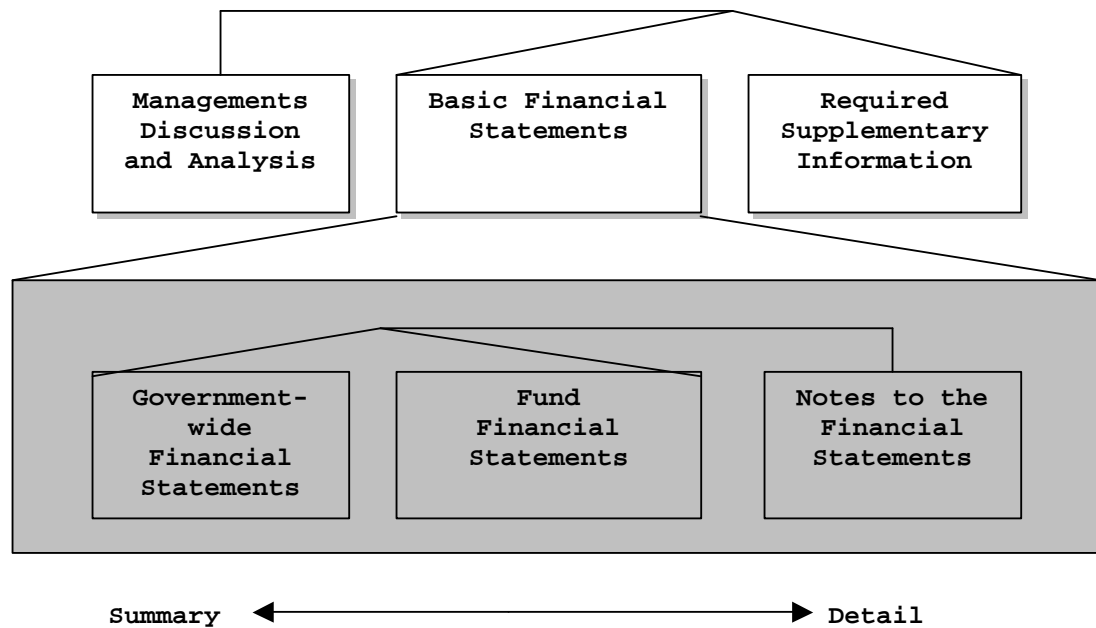 Managements
Discussion
and Analysis
Basic Financial
Statements
Required
Supplementary
Information
Government-
wide
Financial
Statements
Fund
Financial
Statements
Notes to the
Financial
Statements
Summary
Detail